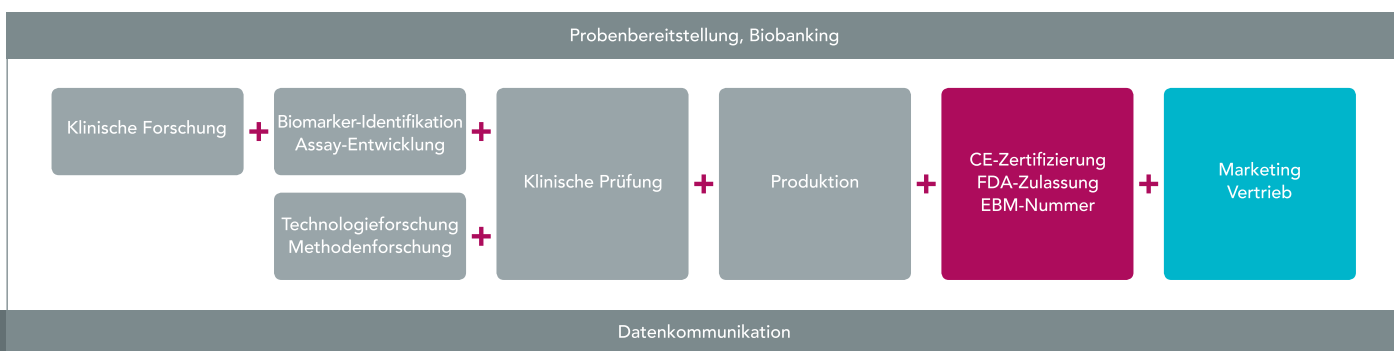 Probenbereitstellung, Biobanking
Klinische Forschung
+
Biomarker-Identifikation
Assay-Entwicklung
+
Technologieforschung
Methodenforschung
+
Klinische Prüfung
+
Produktion
+
CE-Zertifizierung
FDA-Zulassung
EBM-Nummer
+
Marketing
Vertrieb
Datenkommunikation